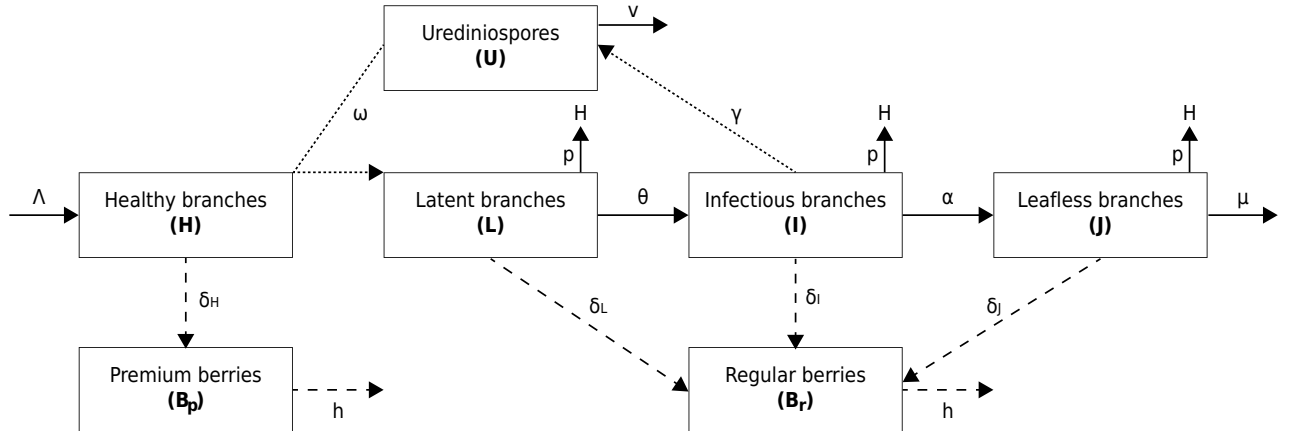 Urediniospores
(U)
v
ω
γ
H
p
H
p
H
p
Λ
Healthy branches
(H)
Latent branches
(L)
θ
Infectious branches
(I)
α
Leafless branches
(J)
μ
δH
δL
δI
δJ
Premium berries
(Bp)
h
Regular berries
(Br)
h